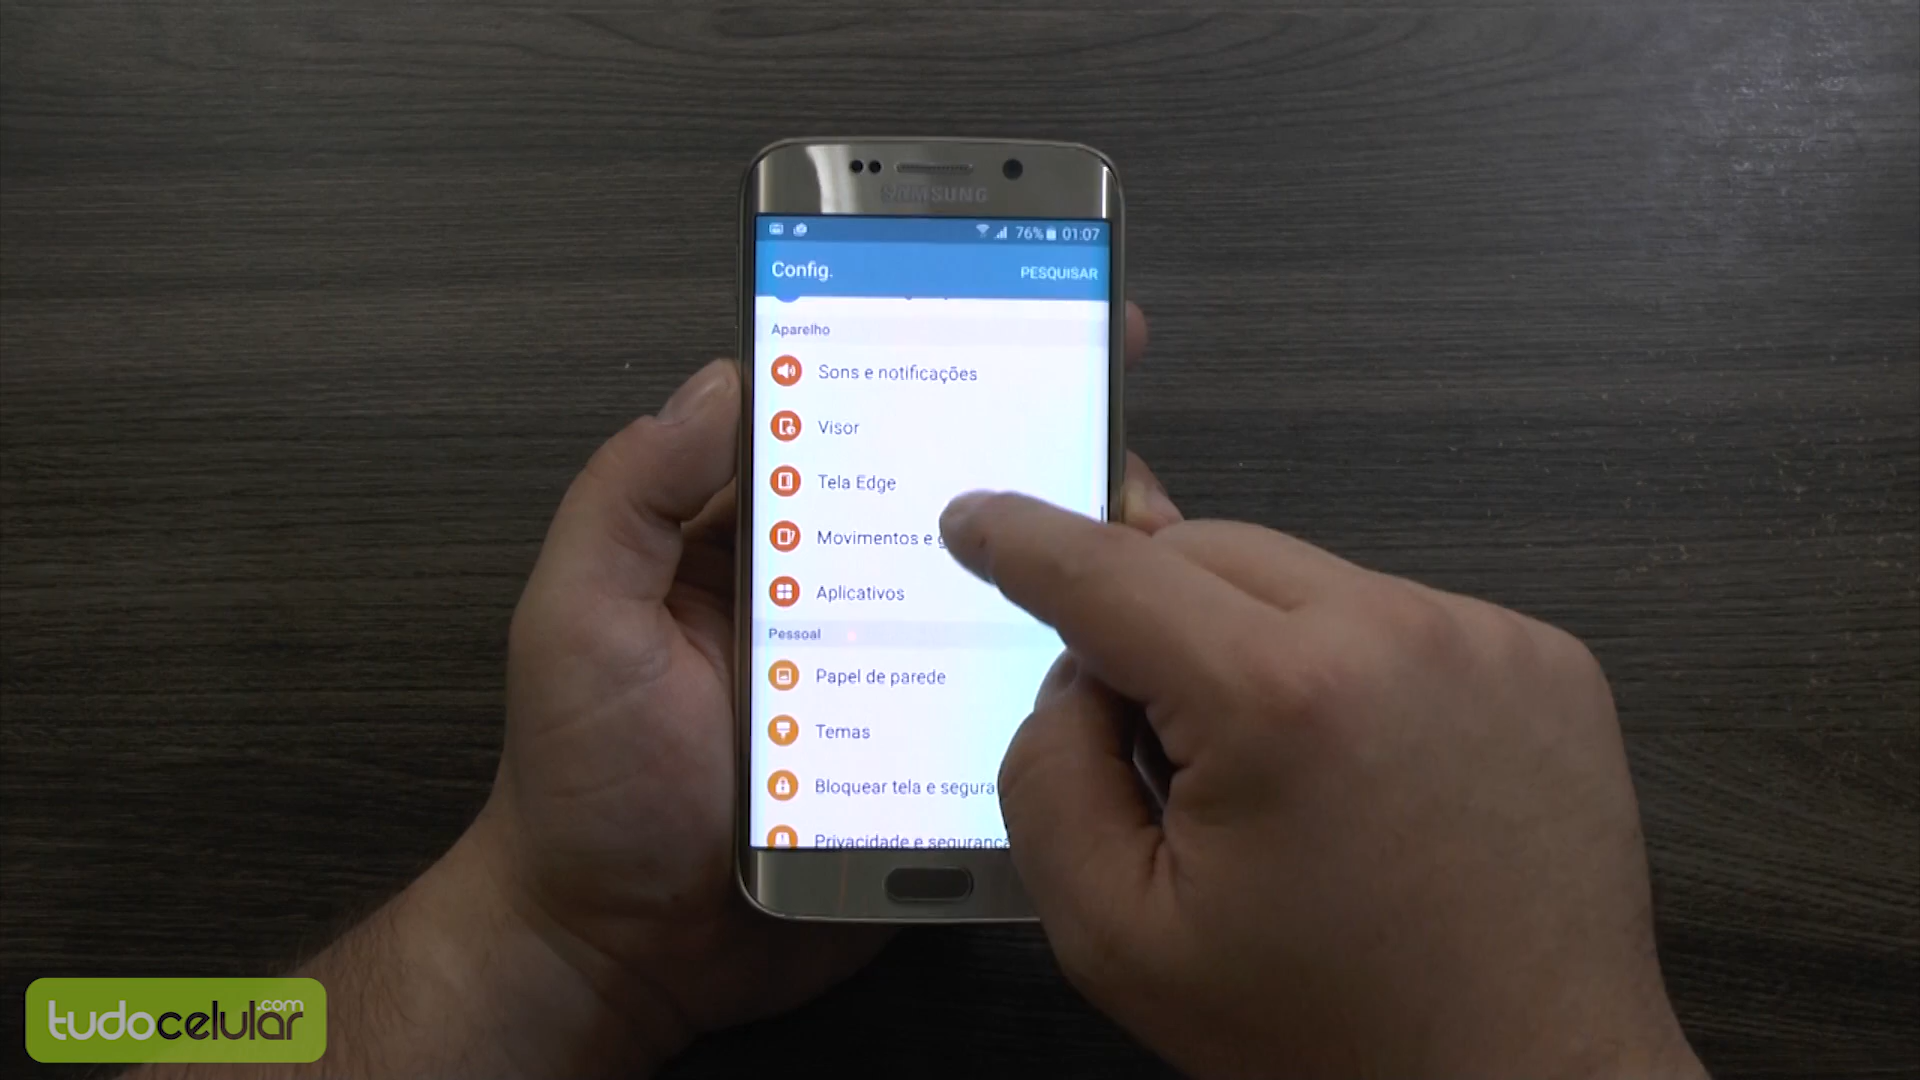 SAMSUNG
76% 01:07
Config.
PESQUISAR
Aparelho
Sons e notificações
Visor
Tela Edge
Movimentos e
Aplicativos
Pessoal
Papel de parede
Temas
Bloquear tela e segura
Privacidade e segurança
tudocelular.com